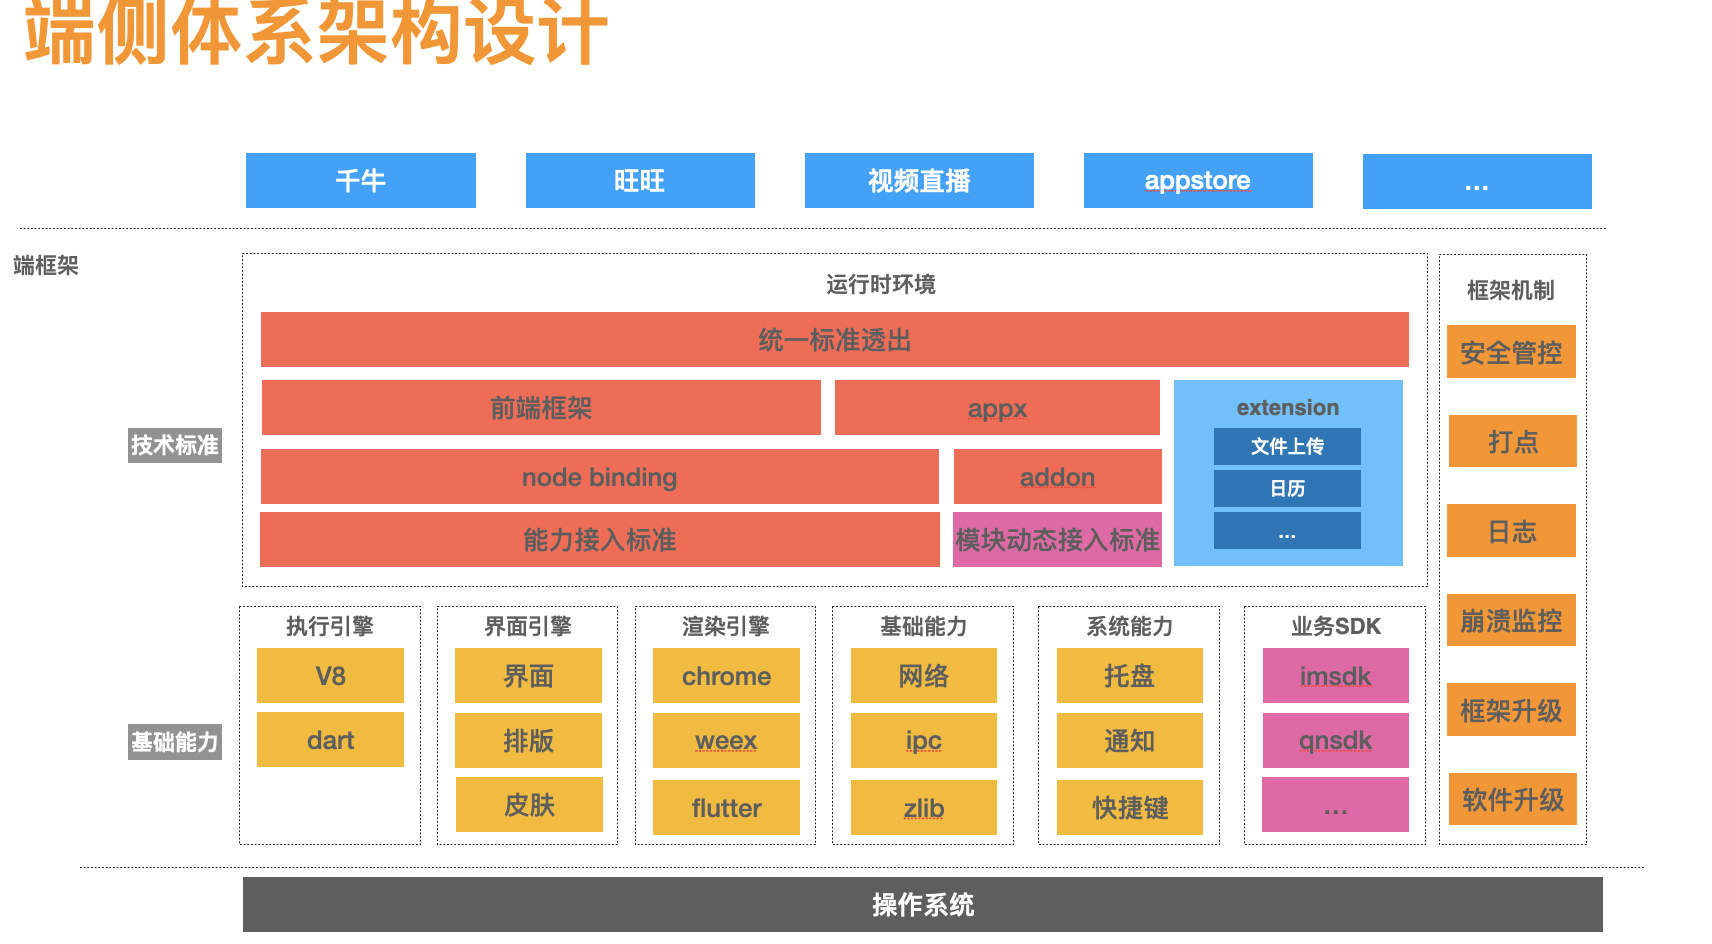 端侧体系架构设计
千牛
旺旺
视频直播
appstore
...
端框架
运行时环境
统一标准透出
前端框架
appx
extension
文件上传
日历
...
技术标准
node binding
addon
能力接入标准
模块动态接入标准
框架机制
安全管控
打点
日志
崩溃监控
框架升级
软件升级
基础能力
执行引擎
V8
dart
界面引擎
界面
排版
皮肤
渲染引擎
chrome
weex
flutter
基础能力
网络
ipc
zlib
系统能力
托盘
通知
快捷键
业务SDK
imsdk
qnsdk
...
操作系统